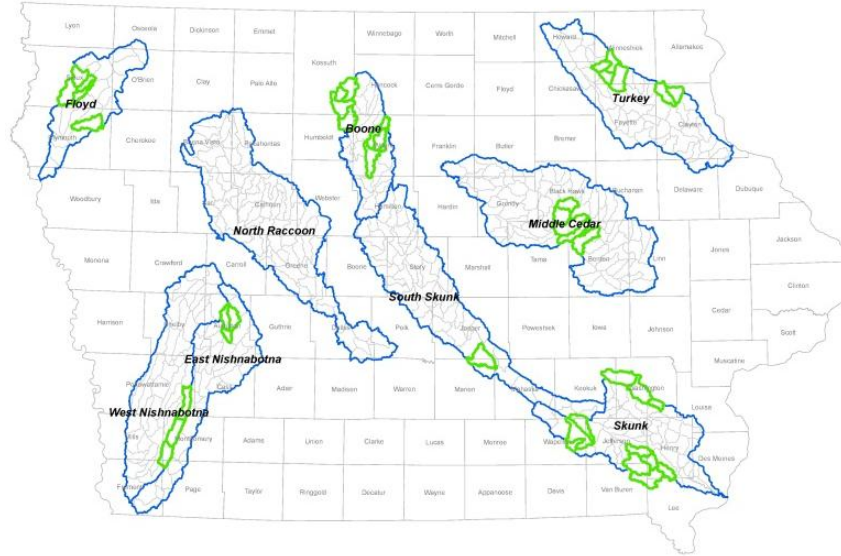 Lyon
Osceola
Dickinson
Emmet
Winnebago
Worth
Mitchell
Howard
Winneshiek
Allamakee
Kossuth
Sioux
O'Brien
Clay
Palo Alto
Hancock
Cerro Gordo
Floyd
Chickasaw
Floyd
Turkey
Fayette
Clayton
Plymouth
Cherokee
Buena Vista
Pocahontas
Humboldt
Boone
Franklin
Butler
Bremer
Woodbury
Ida
Sac
Calhoun
Webster
Hamilton
Hardin
Grundy
Black Hawk
Buchanan
Delaware
Dubuque
North Raccoon
Middle Cedar
Monona
Crawford
Carroll
Greene
Boone
Story
Marshall
Tama
Benton
Linn
Jones
Jackson
Clinton
South Skunk
Harrison
Shelby
Audubon
Guthrie
Dallas
Polk
Jasper
Poweshiek
Iowa
Johnson
Cedar
Scott
Muscatine
East Nishnabotna
Pottawattamie
Cass
Adair
Madison
Warren
Marion
Mahaska
Keokuk
Washington
Louisa
West Nishnabotna
Mills
Montgomery
Adams
Union
Clarke
Lucas
Monroe
Wapello
Jefferson
Skunk
Henry
Des Moines
Fremont
Page
Taylor
Ringgold
Decatur
Wayne
Appanoose
Davis
Van Buren
Lee